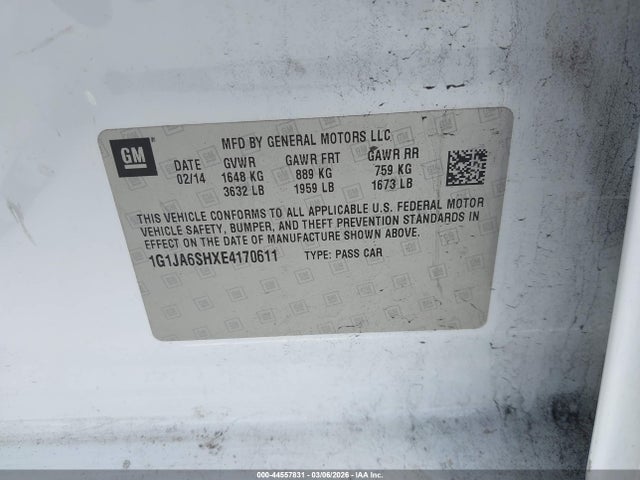 GM
MFD BY GENERAL MOTORS LLC
DATE GVWR GAWR FRT GAWR RR
02/14 1648 KG 889 KG 759 KG
3632 LB 1959 LB 1673 LB
THIS VEHICLE CONFORMS TO ALL APPLICABLE U.S. FEDERAL MOTOR
VEHICLE SAFETY, BUMPER, AND THEFT PREVENTION STANDARDS IN
EFFECT ON THE DATE OF MANUFACTURE SHOWN ABOVE.
1G1JA6SHXE4170611 TYPE: PASS CAR
000-44557831 - 03/06/2026 - IAA Inc.